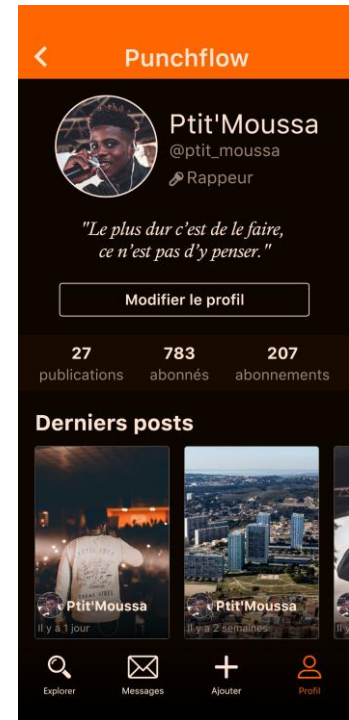 Punchflow
Ptit'Moussa
@ptit_moussa
Rappeur
"Le plus dur c'est de le faire,
ce n'est pas d'y penser."
Modifier le profil
27 783 207
publications abonnés abonnements
Derniers posts
Ptit'Moussa Ptit'Moussa
Il y a 1 jour Il y a 2 semaines
Explorer Messages Ajouter Profil